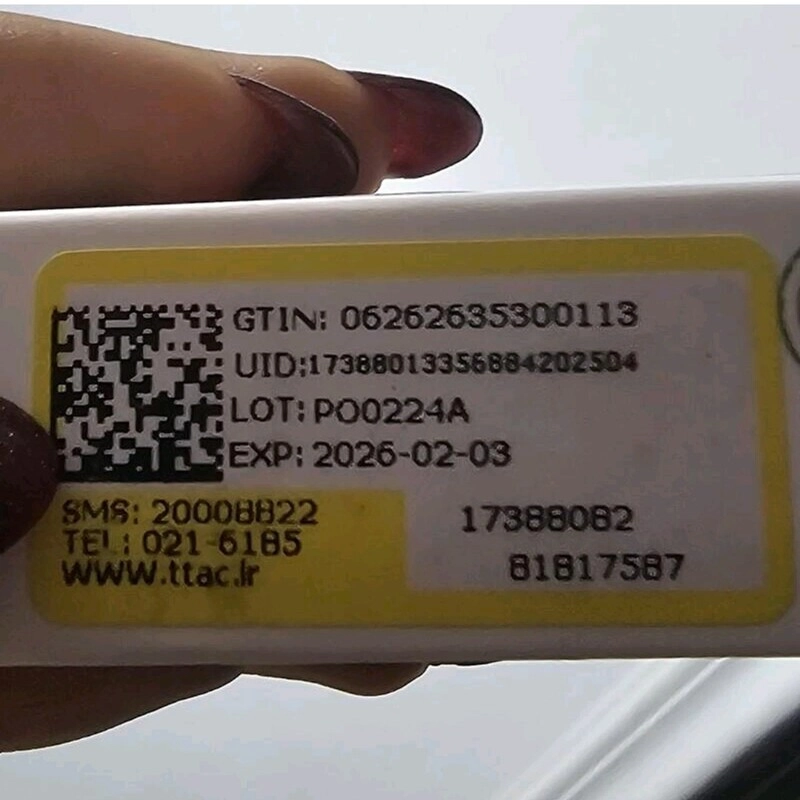 GTIN: 06262635300113
UID:17388013356884202504
LOT: PO0224A
EXP: 2026-02-03
SMS: 20008822
TEL: 021-6185
WWW.ttac.ir
17388082
81817587